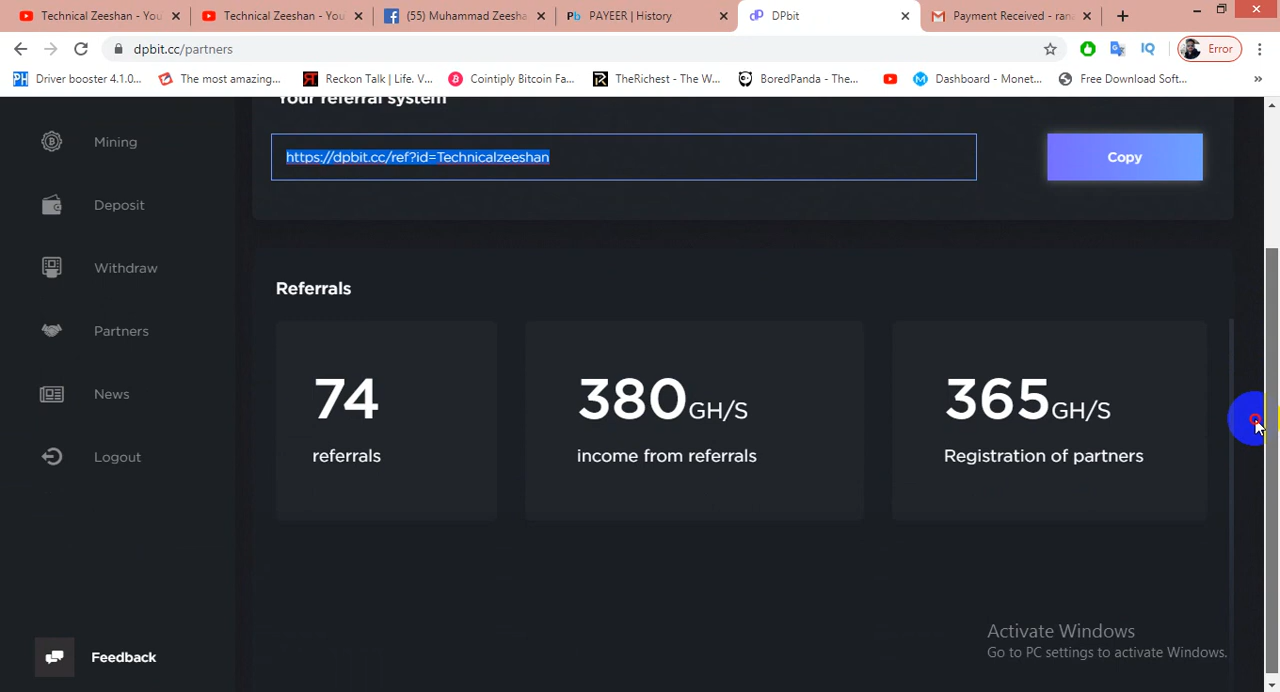 Technical Zeeshan - You
Technical Zeeshan - You
(55) Muhammad Zeesha
PAYEER | History
DPbit
Payment Received - ran
dpbit.cc/partners
Error
Driver booster 4.1.0...
The most amazing...
Reckon Talk | Life. V...
Cointiply Bitcoin Fa...
TheRichest - The W...
BoredPanda - The...
Dashboard - Monet...
Free Download Soft...
Your referral system
https://dpbit.cc/ref?id=Technicalzeeshan
Copy
Mining
Deposit
Withdraw
Partners
News
Logout
Feedback
Referrals
74
referrals
380GH/S
income from referrals
365GH/S
Registration of partners
Activate Windows
Go to PC settings to activate Windows.